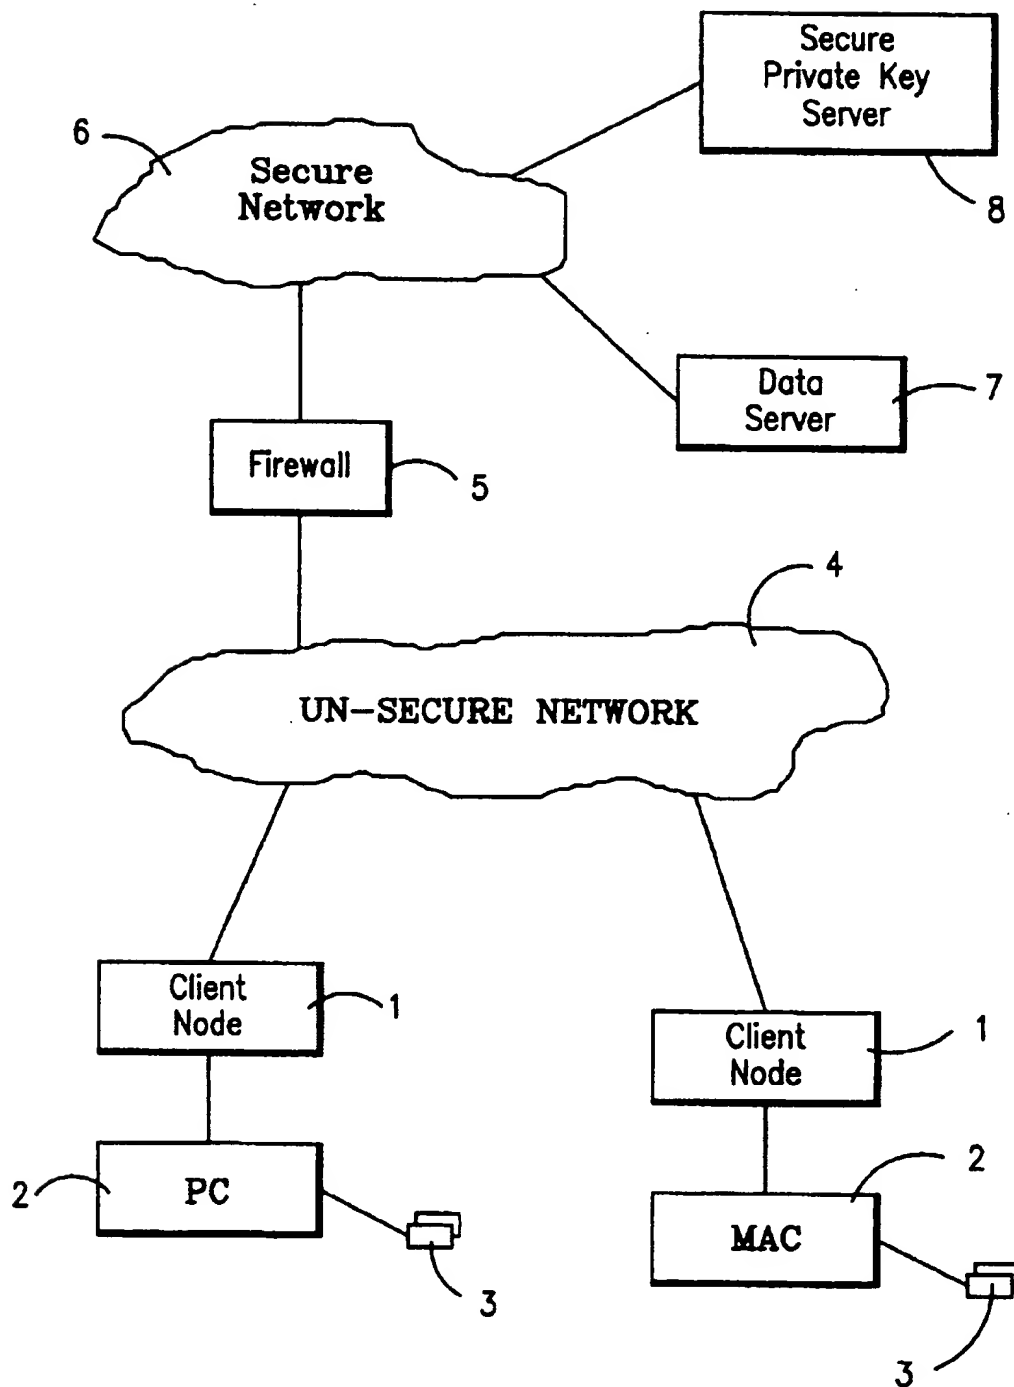 Secure
Private Key
Server
6
Secure
Network
8
Data
Server
7
Firewall
5
4
UN-SECURE NETWORK
Client
Node
1
Client
Node
1
2
PC
3
2
MAC
3